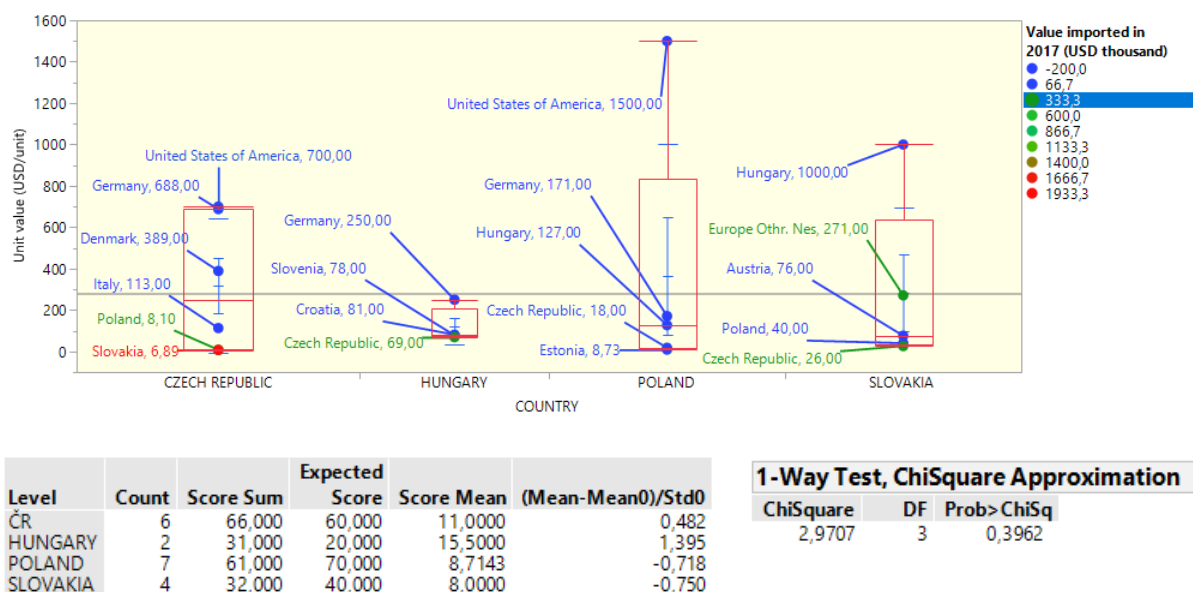 1600
1400
1200
1000
800
600
400
200
0
Unit value (USD/unit)
United States of America, 700,00
Germany, 688,00
Denmark, 389,00
Italy, 113,00
Poland, 8,10
Slovakia, 6,89
Germany, 250,00
Slovenia, 78,00
Croatia, 81,00
Czech Republic, 69,00
United States of America, 1500,00
Germany, 171,00
Hungary, 127,00
Czech Republic, 18,00
Estonia, 8,73
Hungary, 1000,00
Europe Othr. Nes, 271,00
Austria, 76,00
Poland, 40,00
Czech Republic, 26,00
CZECH REPUBLIC HUNGARY POLAND SLOVAKIA
COUNTRY
Value imported in
2017 (USD thousand)
-200,0
66,7
333,3
600,0
866,7
1133,3
1400,0
1666,7
1933,3
Expected
Level Count Score Sum Score Score Mean (Mean-Mean0)/Std0
ČR 6 66,000 60,000 11,0000 0,482
HUNGARY 2 31,000 20,000 15,5000 1,395
POLAND 7 61,000 70,000 8,7143 -0,718
SLOVAKIA 4 32,000 40,000 8,0000 -0,750
1-Way Test, ChiSquare Approximation
ChiSquare DF Prob>ChiSq
2,9707 3 0,3962